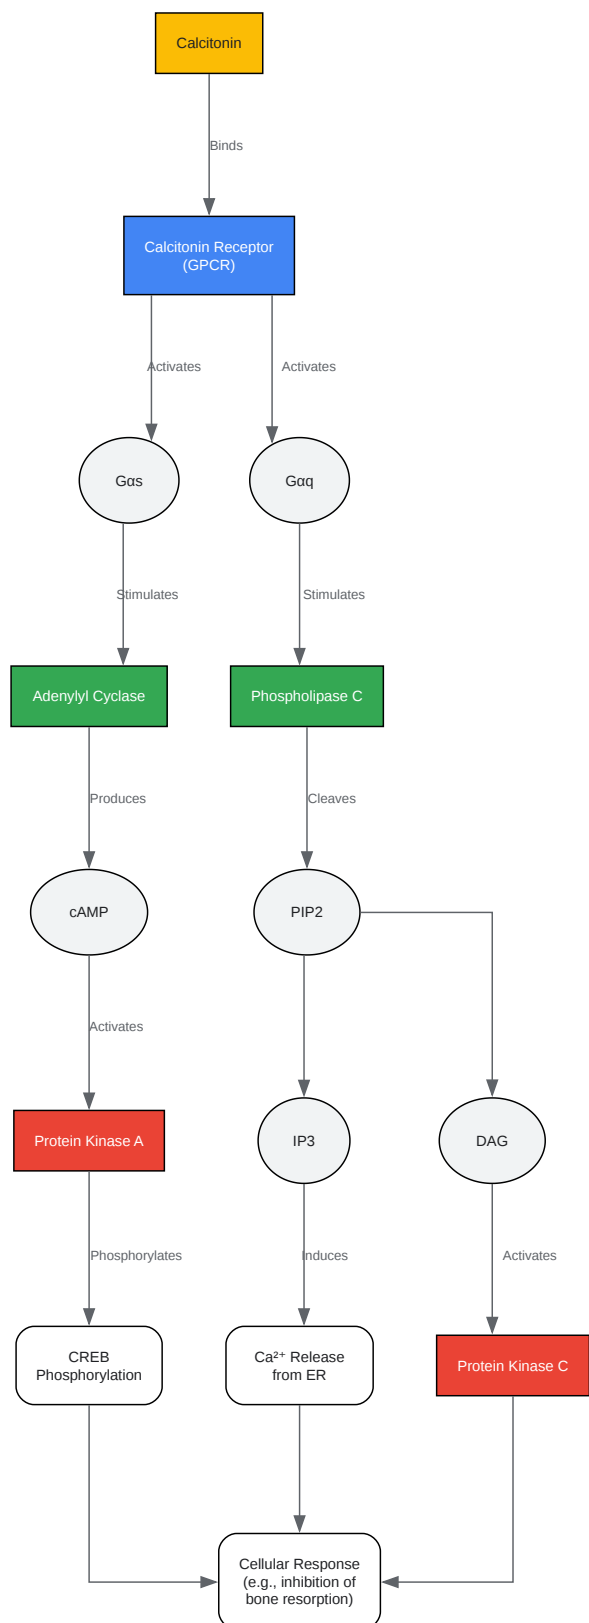 Calcitonin
Binds
Calcitonin Receptor
(GPCR)
Activates
Activates
Gαs
Gαq
Stimulates
Stimulates
Adenylyl Cyclase
Phospholipase C
Produces
Cleaves
cAMP
PIP2
Activates
Protein Kinase A
IP3
DAG
Phosphorylates
Induces
Activates
CREB
Phosphorylation
Ca²⁺ Release
from ER
Protein Kinase C
Cellular Response
(e.g., inhibition of
bone resorption)